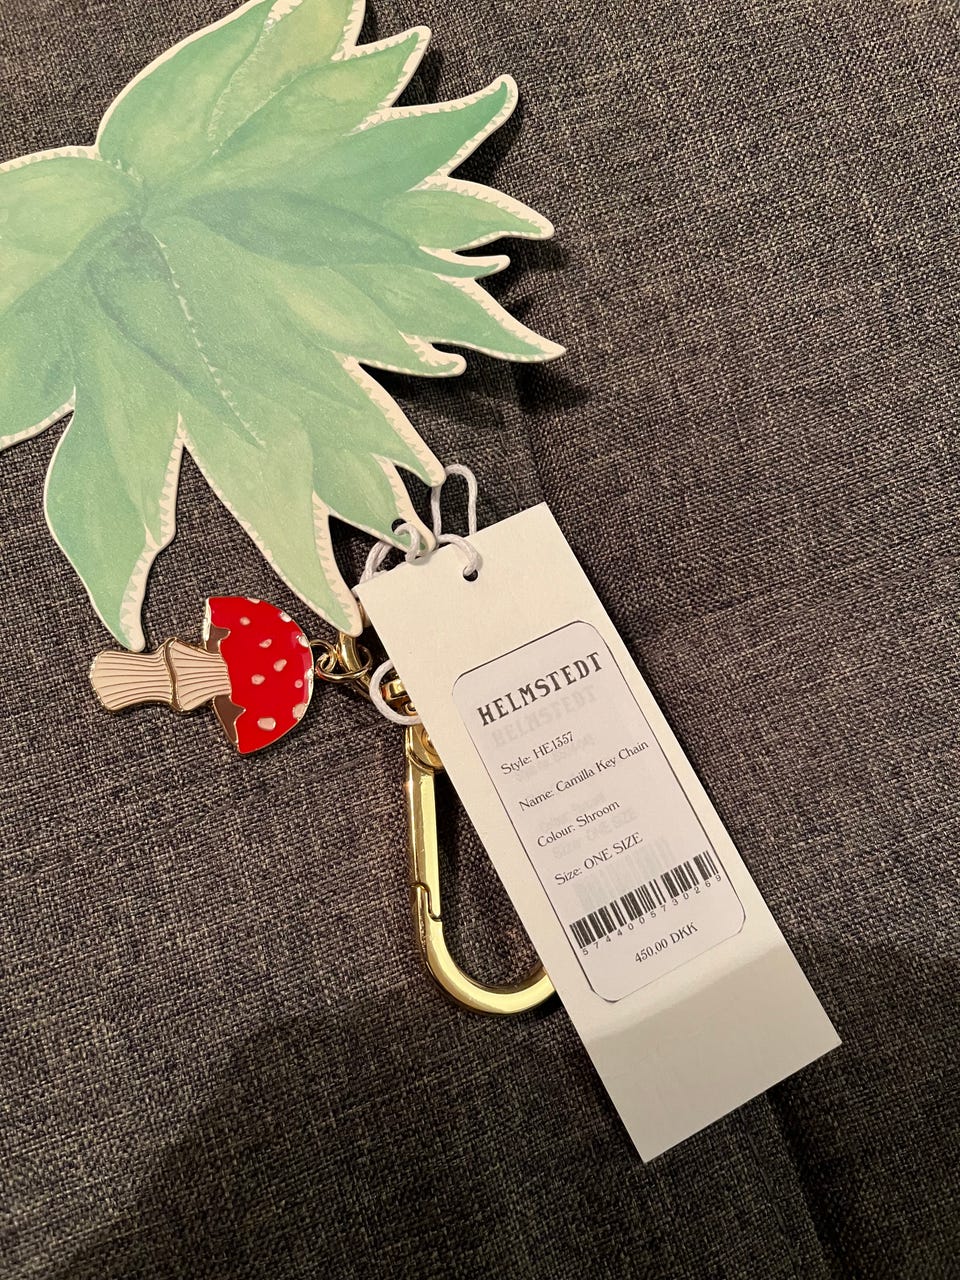 HELMSTEDT
Style: HE1357
Name: Camilla Key Chain
Colour: Shroom
Size: ONE SIZE
5744005730269
450,00 DKK